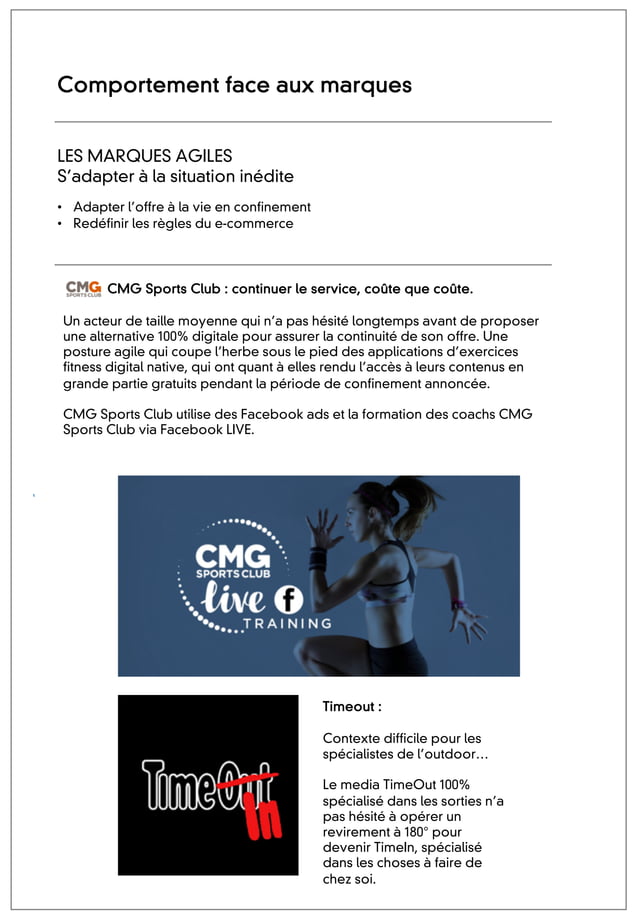 Comportement face aux marques
LES MARQUES AGILES
S’adapter à la situation inédite
• Adapter l’offre à la vie en confinement
• Redéfinir les règles du e-commerce
CMG
SPORTS CLUB
CMG Sports Club : continuer le service, coûte que coûte.
Un acteur de taille moyenne qui n’a pas hésité longtemps avant de proposer
une alternative 100% digitale pour assurer la continuité de son offre. Une
posture agile qui coupe l’herbe sous le pied des applications d’exercices
fitness digital native, qui ont quant à elles rendu l’accès à leurs contenus en
grande partie gratuits pendant la période de confinement annoncée.
CMG Sports Club utilise des Facebook ads et la formation des coachs CMG
Sports Club via Facebook LIVE.
CMG
SPORTS CLUB
live f
TRAINING
TimeOut
In
Timeout :
Contexte difficile pour les
spécialistes de l’outdoor…
Le media TimeOut 100%
spécialisé dans les sorties n’a
pas hésité à opérer un
revirement à 180° pour
devenir TimeIn, spécialisé
dans les choses à faire de
chez soi.